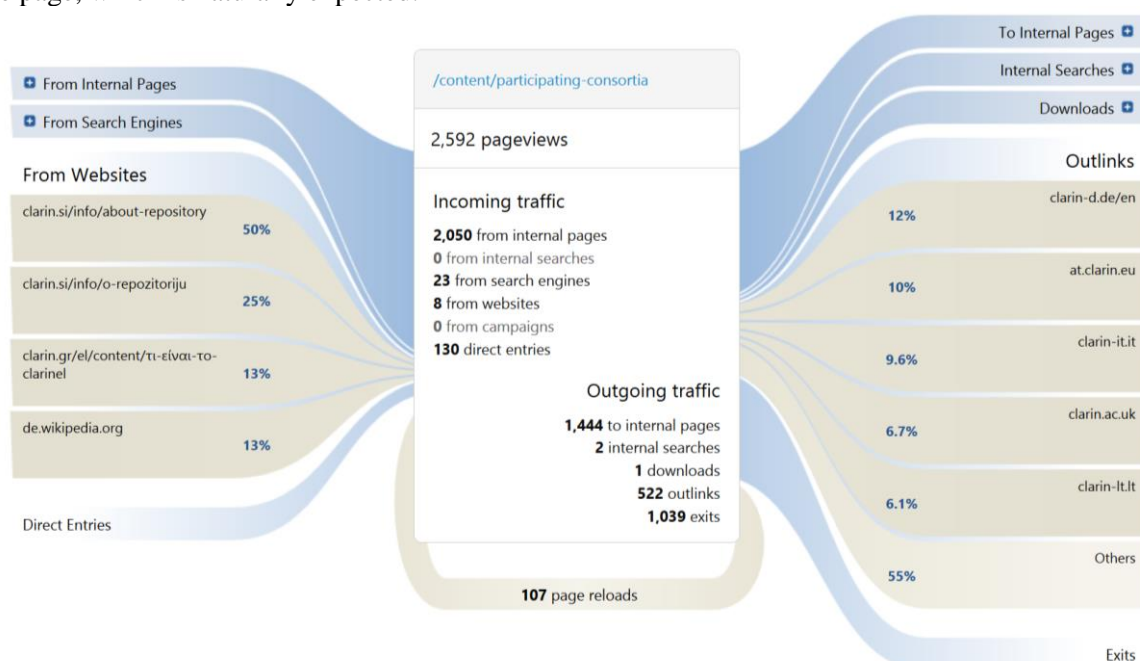 page, which is naturally expected.
From Internal Pages
From Search Engines
From Websites
clarin.si/info/about-repository
50%
clarin.si/info/o-repozitoriju
25%
clarin.gr/el/content/τι-είναι-το-
clarinel
13%
de.wikipedia.org
13%
Direct Entries
/content/participating-consortia
2,592 pageviews
Incoming traffic
2,050 from internal pages
0 from internal searches
23 from search engines
8 from websites
0 from campaigns
130 direct entries
Outgoing traffic
1,444 to internal pages
2 internal searches
1 downloads
522 outlinks
1,039 exits
107 page reloads
To Internal Pages
Internal Searches
Downloads
Outlinks
clarin-d.de/en
12%
at.clarin.eu
10%
clarin-it.it
9.6%
clarin.ac.uk
6.7%
clarin-lt.lt
6.1%
Others
55%
Exits